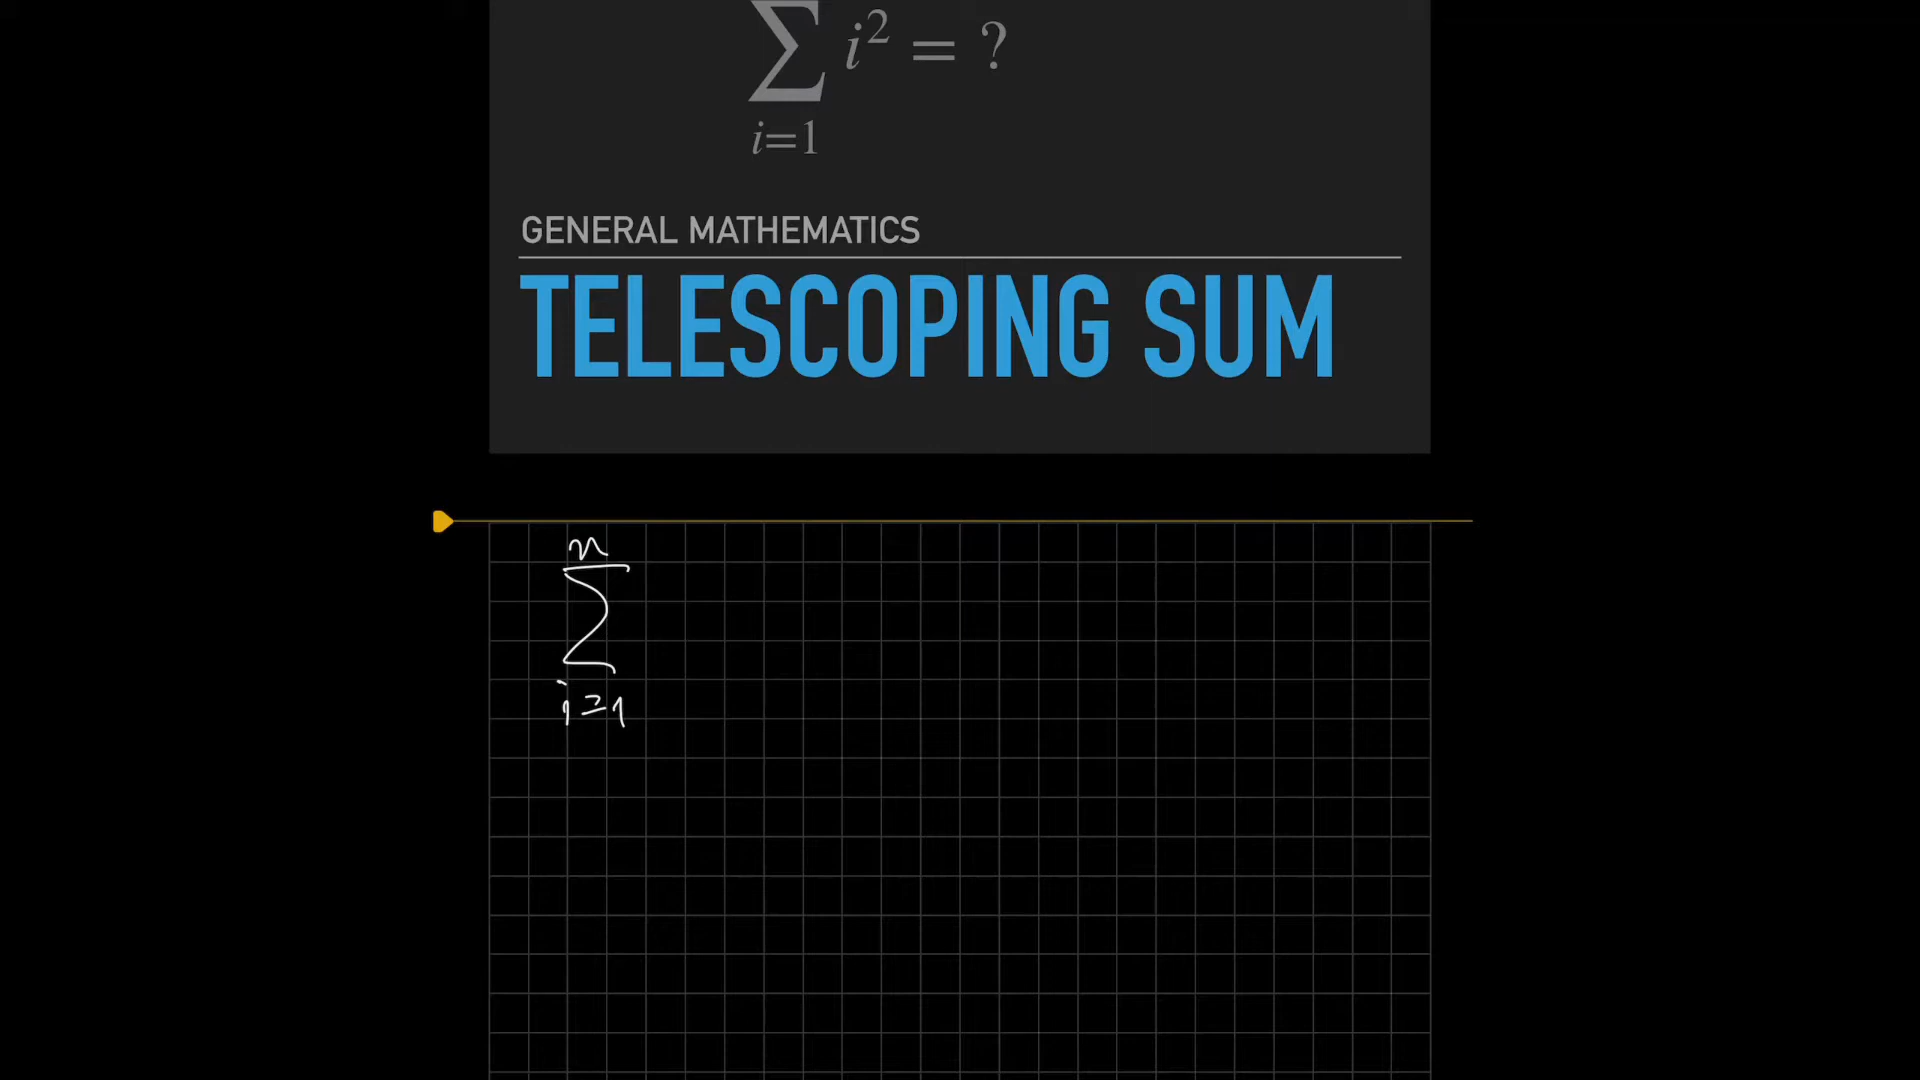 ∑ i² = ?
i=1
GENERAL MATHEMATICS
TELESCOPING SUM
n
∑
i=1